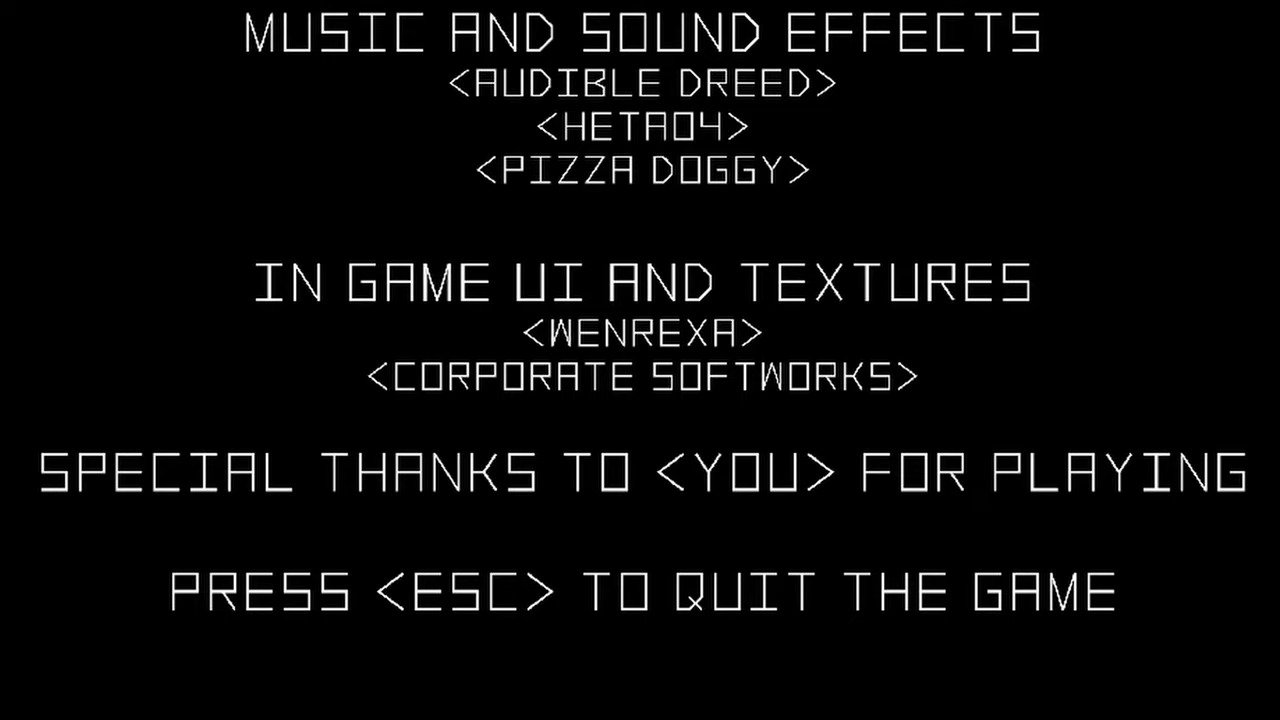 MUSIC AND SOUND EFFECTS
<AUDIBLE DREED>
<HETA04>
<PIZZA DOGGY>
IN GAME UI AND TEXTURES
<WENREXA>
<CORPORATE SOFTWORKS>
SPECIAL THANKS TO <YOU> FOR PLAYING
PRESS <ESC> TO QUIT THE GAME